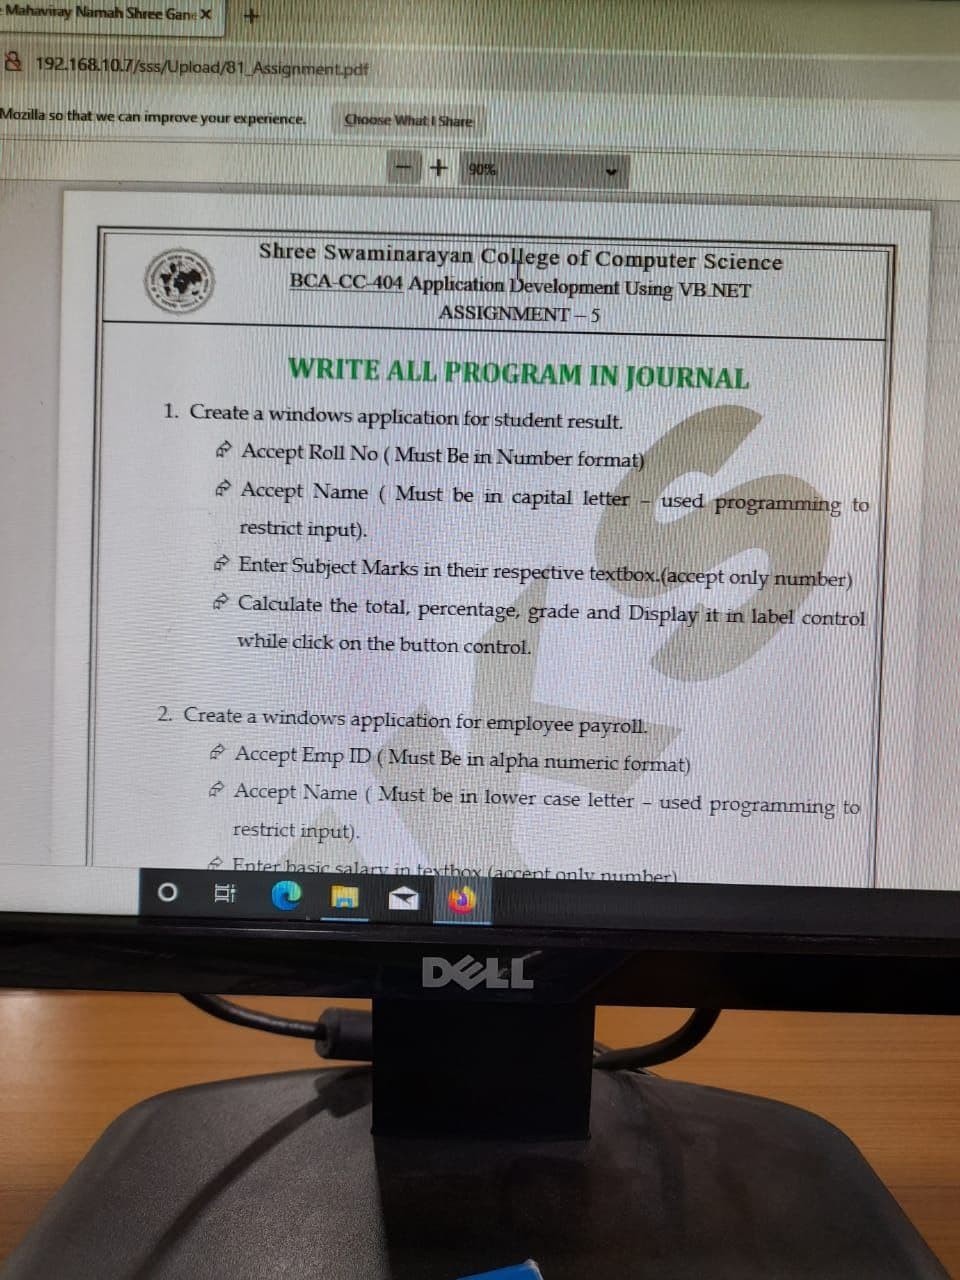 Mahaviray Namah Shree Gane X +
192.168.10.7/sss/Upload/81_Assignment.pdf
Mozilla so that we can improve your experience. Choose What I Share
− + 90%
Shree Swaminarayan College of Computer Science
BCA-CC-404 Application Development Using VB.NET
ASSIGNMENT – 5
WRITE ALL PROGRAM IN JOURNAL
1. Create a windows application for student result.
Accept Roll No ( Must Be in Number format)
Accept Name ( Must be in capital letter – used programming to
restrict input).
Enter Subject Marks in their respective textbox.(accept only number)
Calculate the total, percentage, grade and Display it in label control
while click on the button control.
2. Create a windows application for employee payroll.
Accept Emp ID ( Must Be in alpha numeric format)
Accept Name ( Must be in lower case letter – used programming to
restrict input).
Enter basic salary in textbox (accept only number)
DELL